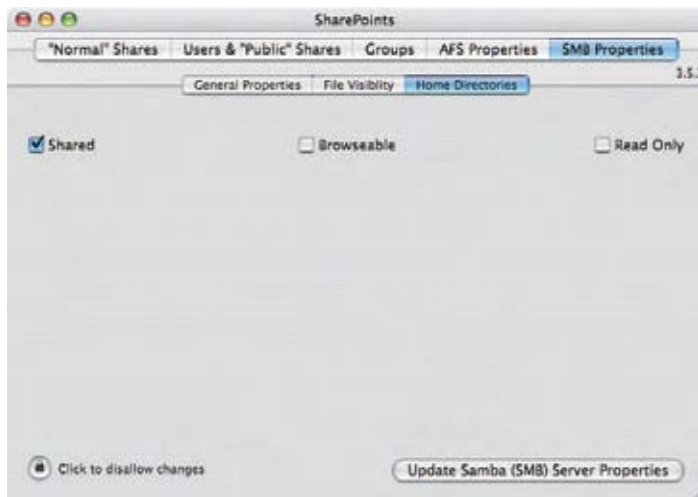 SharePoints
"Normal" Shares Users & "Public" Shares Groups AFS Properties SMB Properties
General Properties File Visiblity Home Directories
Shared Browseable Read Only
Click to disallow changes Update Samba (SMB) Server Properties